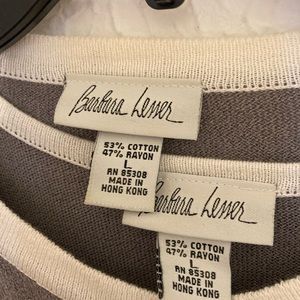 Barbara Lesser
53% COTTON
47% RAYON
L
RN 85308
MADE IN
HONG KONG
Barbara Lesser
53% COTTON
47% RAYON
L
RN 85308
MADE IN
HONG KONG